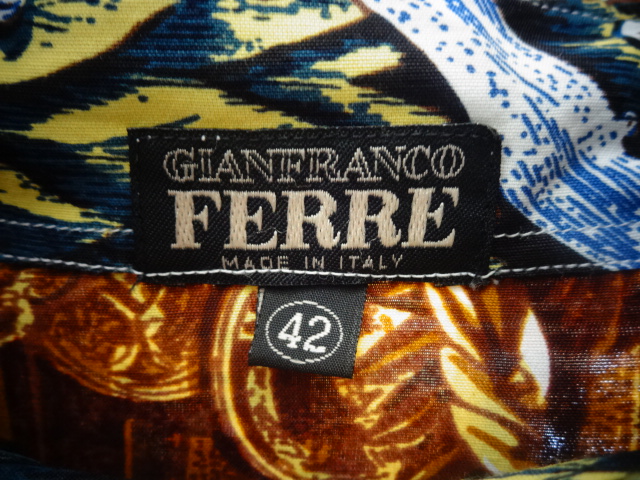 GIANFRANCO
FERRE
MADE IN ITALY
42